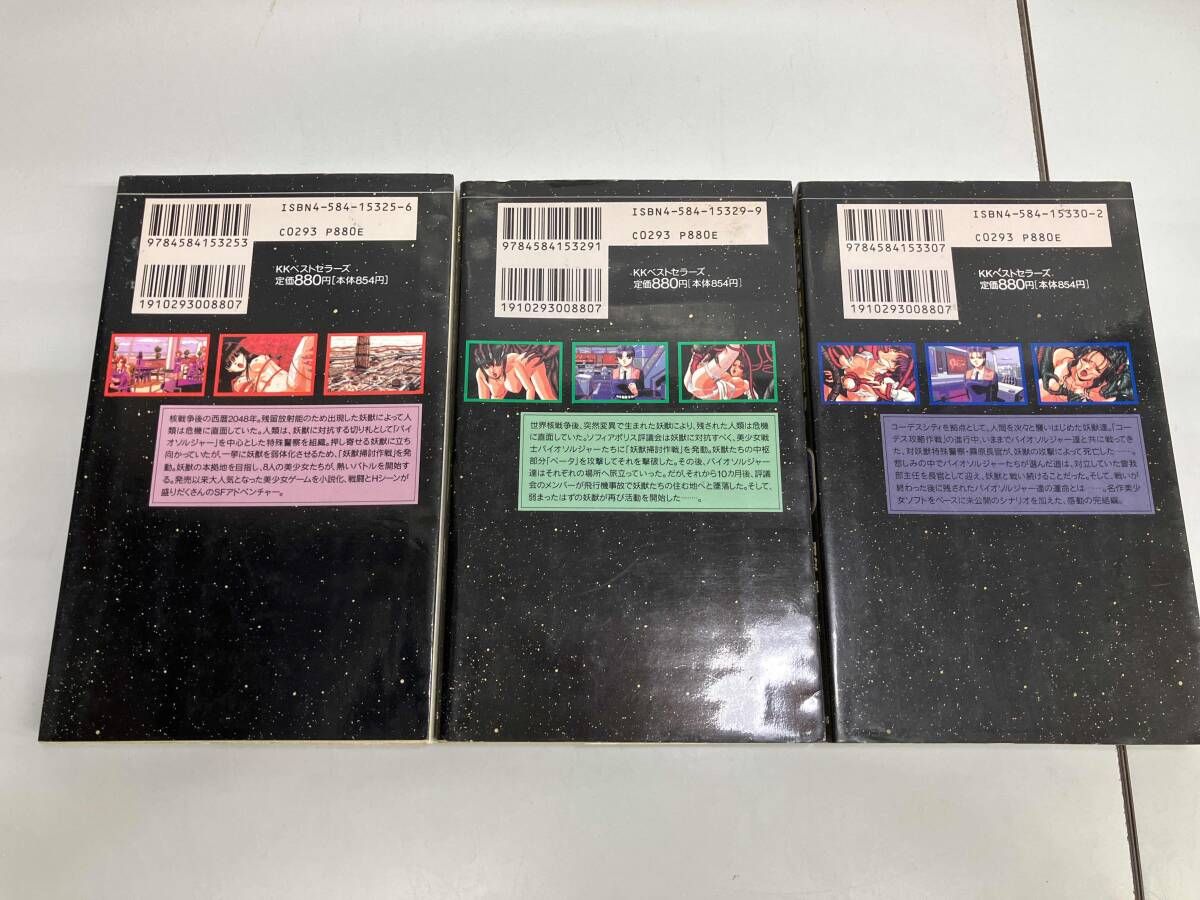 ISBN4-584-15325-6
9784584153253
C0293 P880E
1910293008807
KKベストセラーズ
定価880円[本体854円]
核戦争後の西暦2048年。残留放射能のため出現した妖獣によって人
類は危機に直面していた。人類は、妖獣に対抗する切り札として「バイ
オソルジャー」を中心とした特殊警察を組織。押し寄せる妖獣に立ち
向かっていたが、一挙に妖獣を弱体化させるため、「妖獣掃討作戦」を発
動。妖獣の本拠地を目指し、8人の美少女たちが、熱いバトルを開始す
る。発売以来大人気となった美少女ゲームを小説化、戦闘とHシーンが
盛りだくさんのSFアドベンチャー。
ISBN4-584-15329-9
9784584153291
C0293 P880E
1910293008807
KKベストセラーズ
定価880円[本体854円]
世界核戦争後、突然変異で生まれた妖獣により、残された人類は危機
に直面していた。ソフィアポリス評議会は妖獣に対抗すべく、美少女戦
士バイオソルジャーたちに「妖獣掃討作戦」を発動。妖獣たちの中枢
部分「ベータ」を攻撃してそれを撃破した。その後、バイオソルジャー
達はそれぞれの場所へ旅立っていった。だが、それから10カ月後、評議
会のメンバーが飛行機事故で妖獣たちの住む地へと墜落した。そして、
弱まったはずの妖獣が再び活動を開始した……。
ISBN4-584-15330-2
9784584153307
C0293 P880E
1910293008807
KKベストセラーズ
定価880円[本体854円]
コーデスシティを拠点として、人間を次々と襲いはじめた妖獣達。「コー
デス攻略作戦」の進行中、いままでバイオソルジャー達と共に戦ってき
た、対妖獣特殊警察・霧原長官が、妖獣の攻撃によって死亡した……。
悲しみの中でバイオソルジャーたちが選んだ道は、対立していた曽我
部主任を長官として迎え、妖獣と戦い続けることだった。そして、戦いが
終わった後に残されたバイオソルジャー達の運命とは……。名作美少
女ソフトをベースに未公開のシナリオを加えた、感動の完結編。